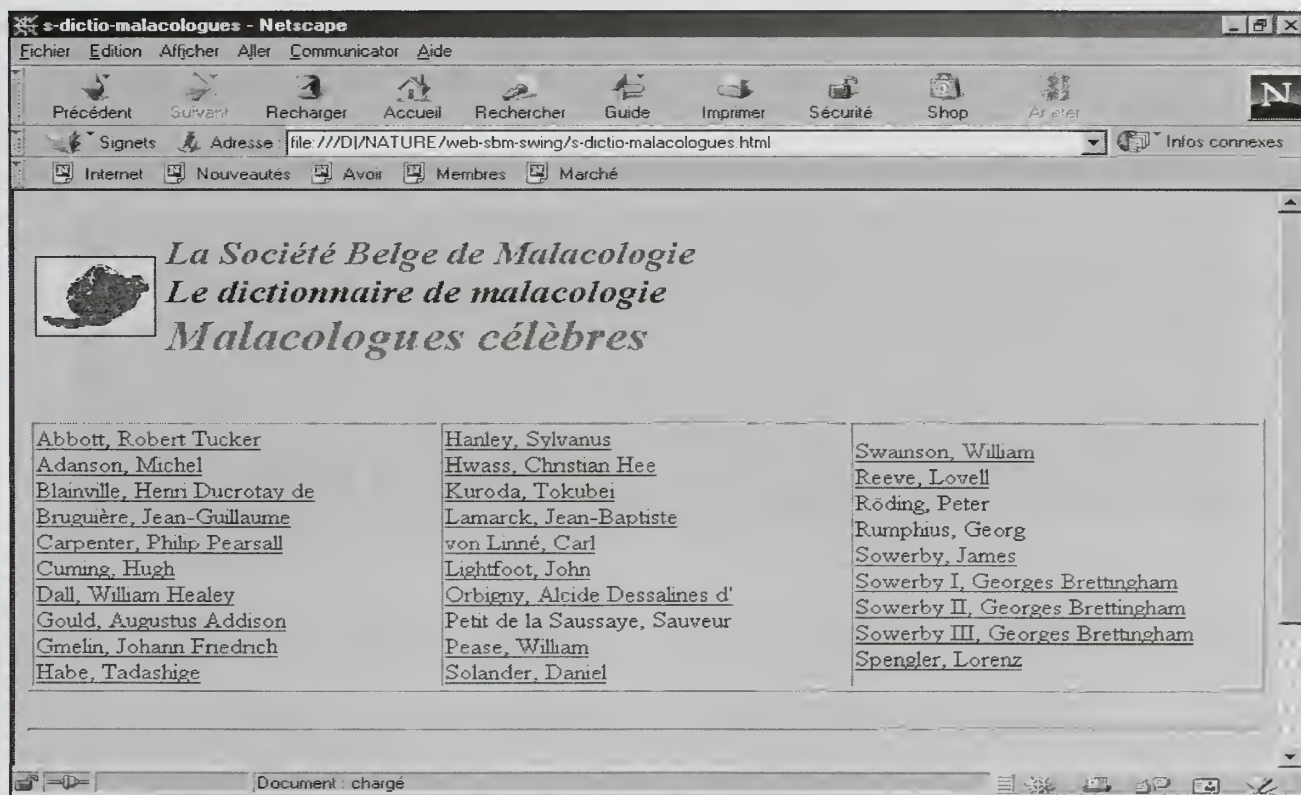 s-dictio-malacologues - Netscape
Fichier Edition Afficher Aller Communicator Aide
Précédent Suivant Recharger Accueil Rechercher Guide Imprimer Sécurité Shop Arrêter
N
Signets Adresse : file:///D|/NATURE/web-sbm-swing/s-dictio-malacologues.html Infos connexes
Internet Nouveautés Avoir Membres Marché
La Société Belge de Malacologie
Le dictionnaire de malacologie
Malacologues célèbres
Abbott, Robert Tucker
Adanson, Michel
Blainville, Henri Ducrotay de
Bruguière, Jean-Guillaume
Carpenter, Philip Pearsall
Cuming, Hugh
Dall, William Healey
Gould, Augustus Addison
Gmelin, Johann Friedrich
Habe, Tadashige
Hanley, Sylvanus
Hwass, Christian Hee
Kuroda, Tokubei
Lamarck, Jean-Baptiste
von Linné, Carl
Lightfoot, John
Orbigny, Alcide Dessalines d'
Petit de la Saussaye, Sauveur
Pease, William
Solander, Daniel
Swainson, William
Reeve, Lovell
Röding, Peter
Rumphius, Georg
Sowerby, James
Sowerby I, Georges Brettingham
Sowerby II, Georges Brettingham
Sowerby III, Georges Brettingham
Spengler, Lorenz
Document : chargé